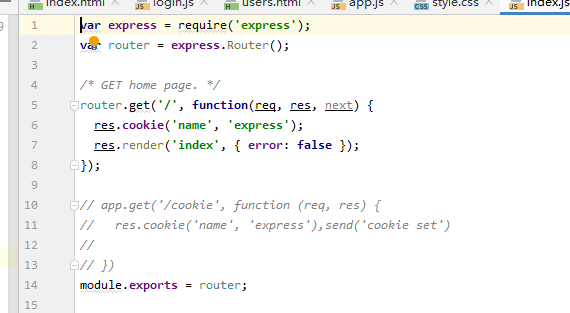 index.html login.js users.html app.js style.css index.js
1 var express = require('express');
2 var router = express.Router();
3
4 /* GET home page. */
5 router.get('/', function(req, res, next) {
6 res.cookie('name', 'express');
7 res.render('index', { error: false });
8 });
9
10 // app.get('/cookie', function (req, res) {
11 // res.cookie('name', 'express'),send('cookie set')
12 //
13 // })
14 module.exports = router;
15